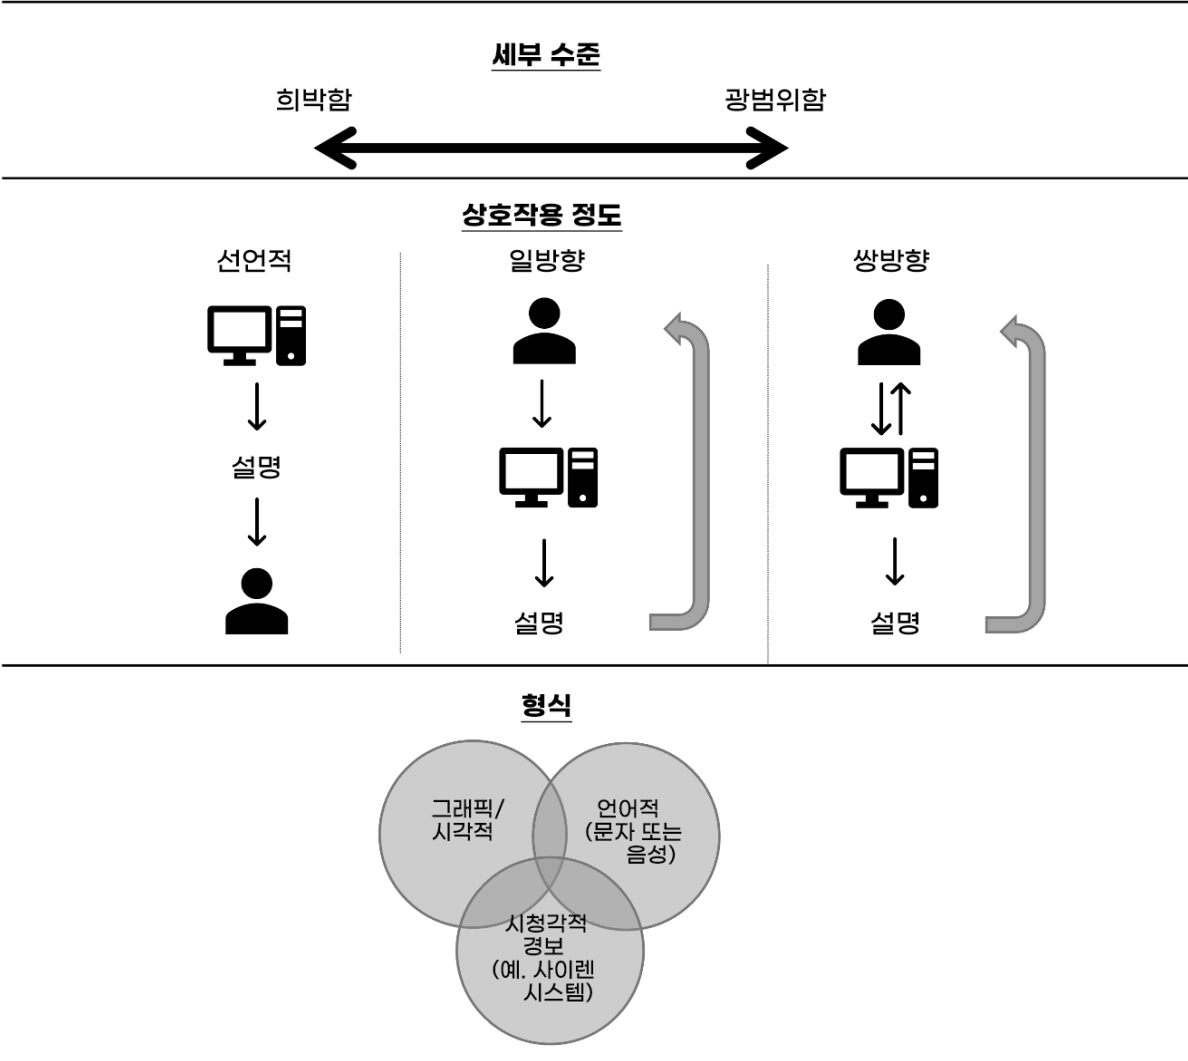 세부 수준
희박함 광범위함
상호작용 정도
선언적 일방향 쌍방향
설명
설명 설명
형식
그래픽/
시각적
언어적
(문자 또는
음성)
시청각적
경보
(예. 사이렌
시스템)